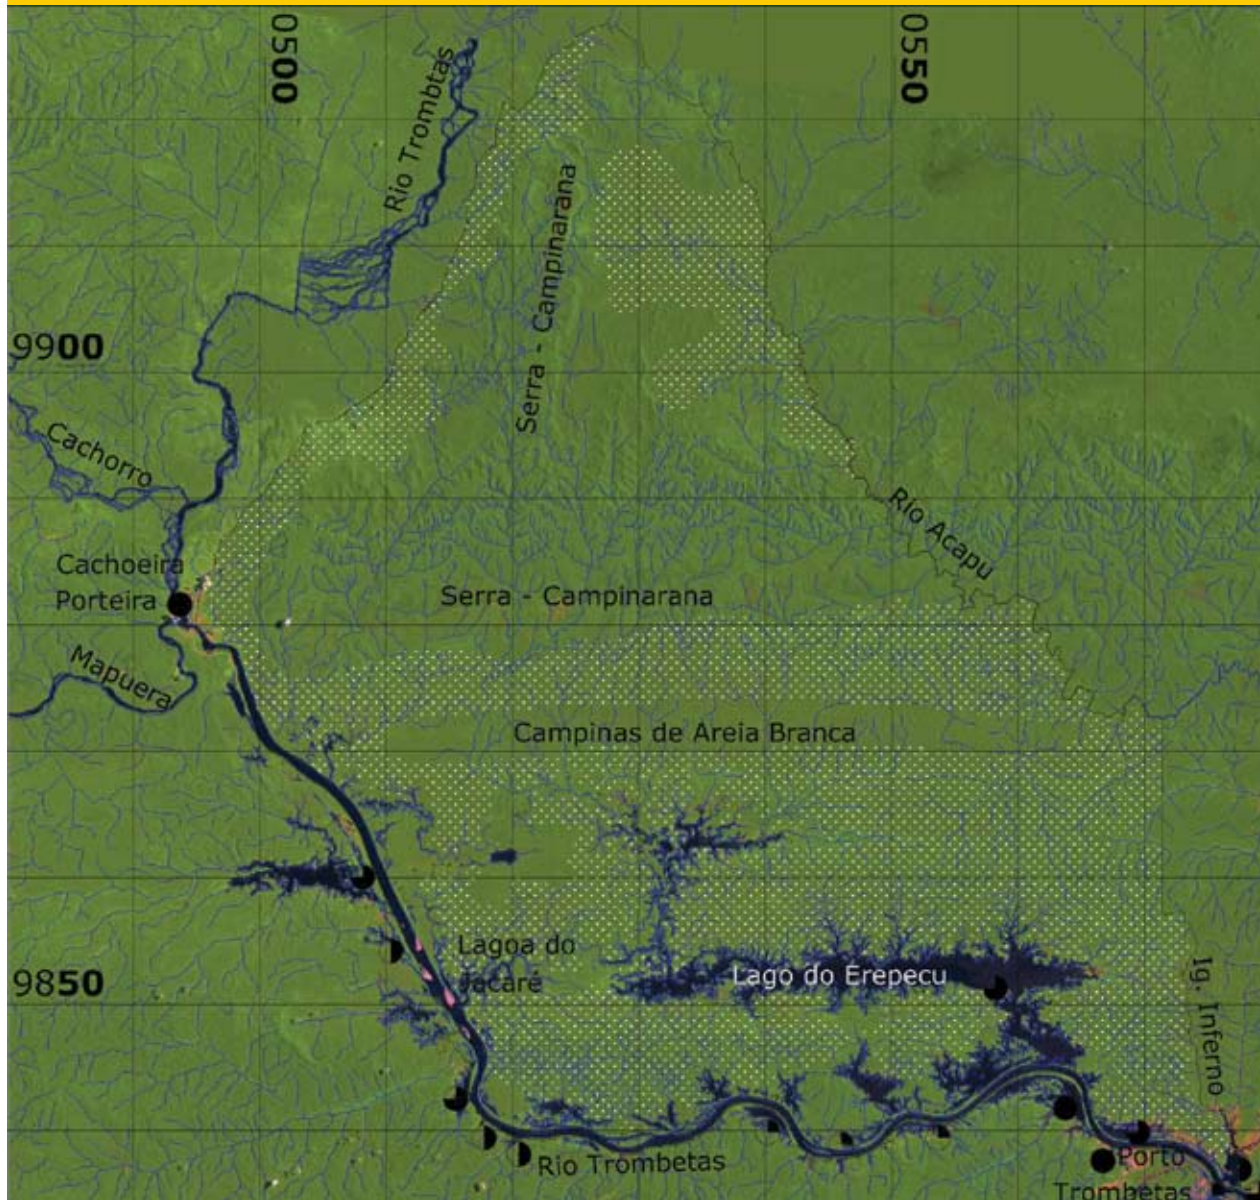 0500
0550
Rio Trombtas
Serra - Campinarana
9900
Cachorro
Rio Acapu
Cachoeira
Porteira
Serra - Campinarana
Mapuera
Campinas de Areia Branca
Lagoa do
Jacaré
Lago do Erepecu
9850
Ig. Inferno
Rio Trombetas
Porto
Trombetas